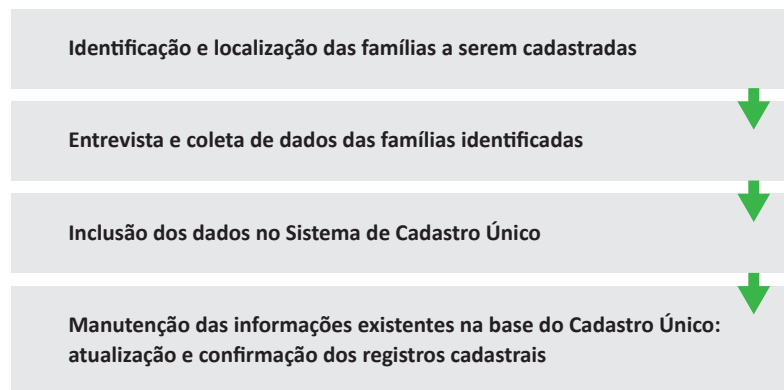 Identificação e localização das famílias a serem cadastradas
Entrevista e coleta de dados das famílias identificadas
Inclusão dos dados no Sistema de Cadastro Único
Manutenção das informações existentes na base do Cadastro Único:
atualização e confirmação dos registros cadastrais